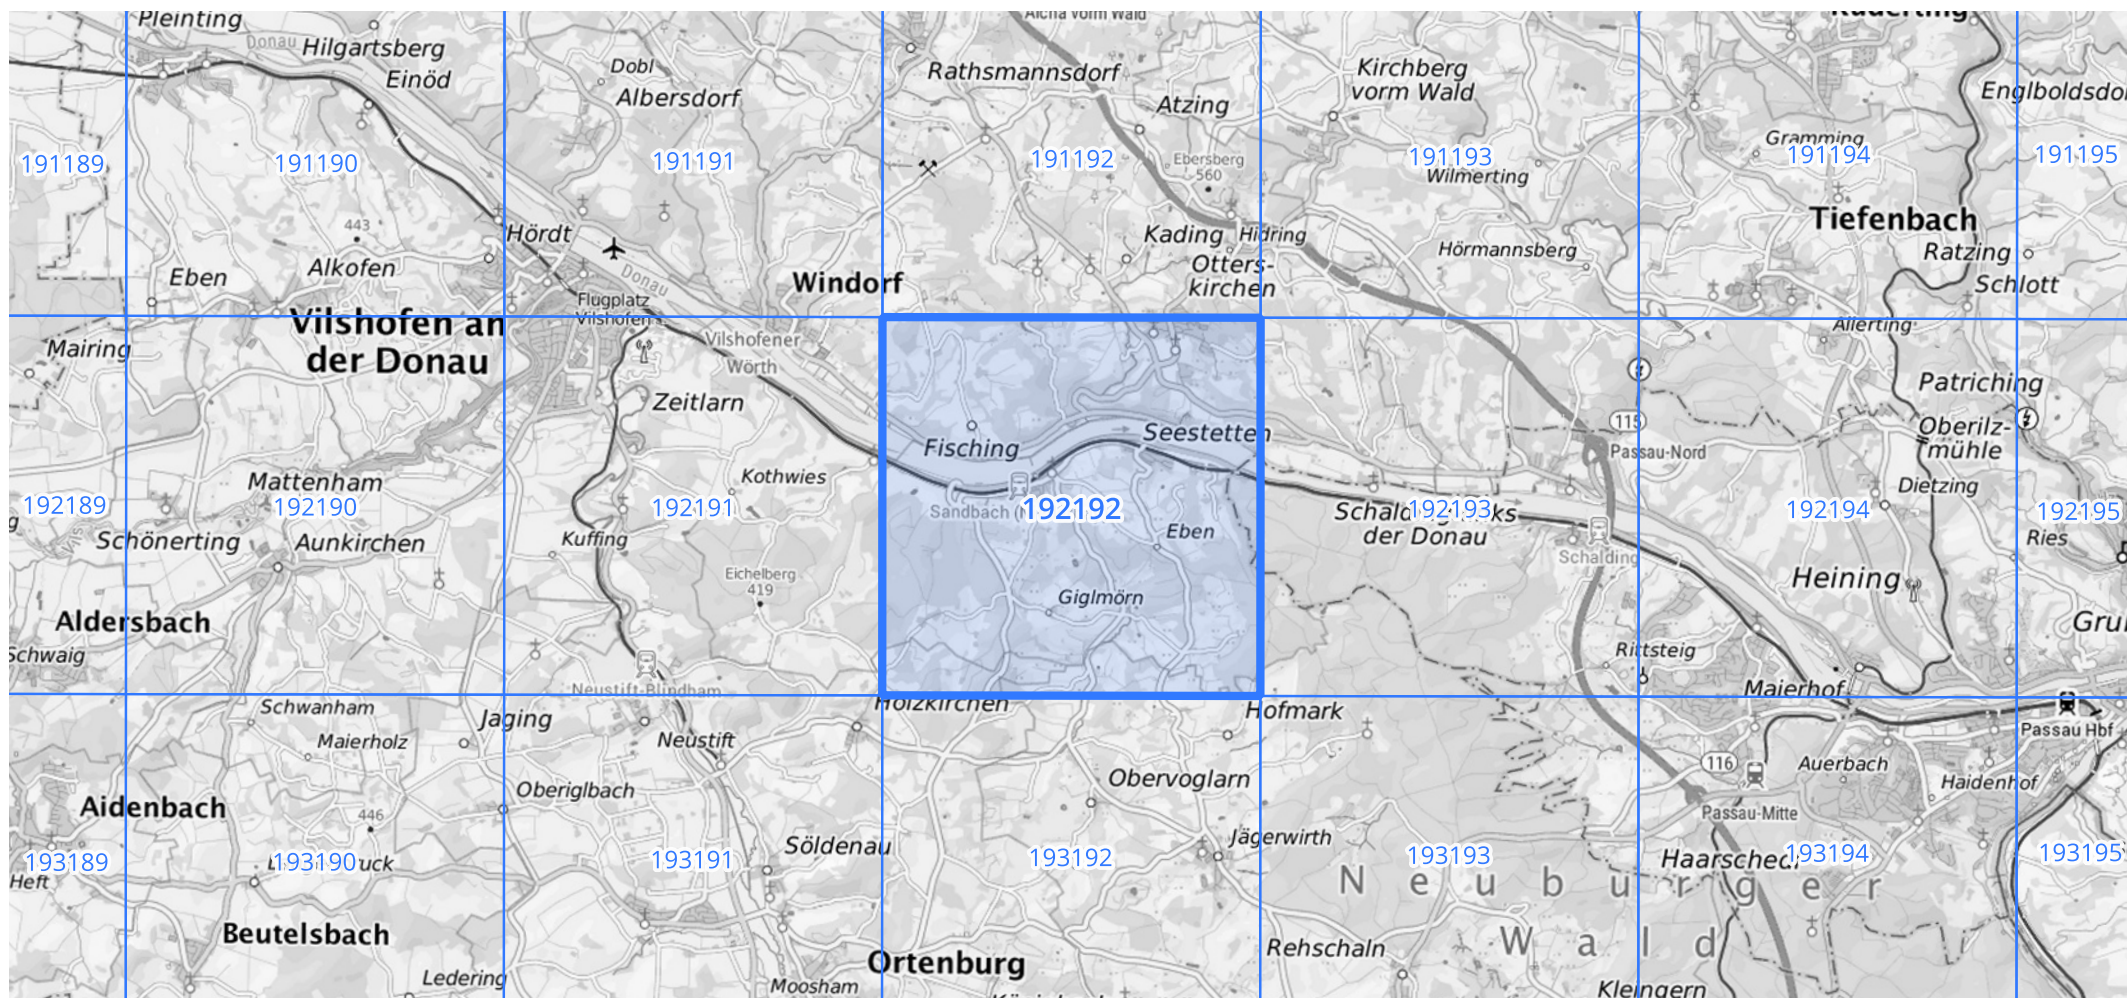 Pleinting
Donau
Hilgartsberg
Einöd
Dobl
Albersdorf
Aicha vorm Wald
Rathsmannsdorf
Atzing
Kirchberg
vorm Wald
Englboldsdo
191189
191190
191191
191192
Ebersberg
560
191193
Wilmerting
Gramming
191194
191195
443
Hördt
Kading
Hidring
Hörmannsberg
Tiefenbach
Ratzing
Eben
Alkofen
Donau
Windorf
Otters-
kirchen
Schlott
Flugplatz
Vilshofen
Vilshofen an
der Donau
Mairing
Vilshofener
Wörth
Allerting
Zeitlarn
Patriching
115
Passau-Nord
Oberilz-
mühle
Fisching
Seestetten
Mattenham
Kothwies
Dietzing
192189
192190
192191
Sandbach
192192
192193
192194
192195
Schönerting
Aunkirchen
Kuffing
Eben
der Donau
Schalding
Ries
Eichelberg
419
Heining
Giglmörn
Aldersbach
Schwaig
Rittsteig
Neustift-Blindham
Maierhof
Schwanham
Jaging
Holzkirchen
Hofmark
Passau Hbf
Maierholz
Neustift
116
Auerbach
Haidenhof
Oberiglbach
Obervoglarn
Aidenbach
446
Passau-Mitte
Söldenau
Jägerwirth
193189
193190
193191
193192
193193
193194
193195
Heft
Neuburger
Wald
Beutelsbach
Rehschaln
Ortenburg
Ledering
Moosham
Kleingern